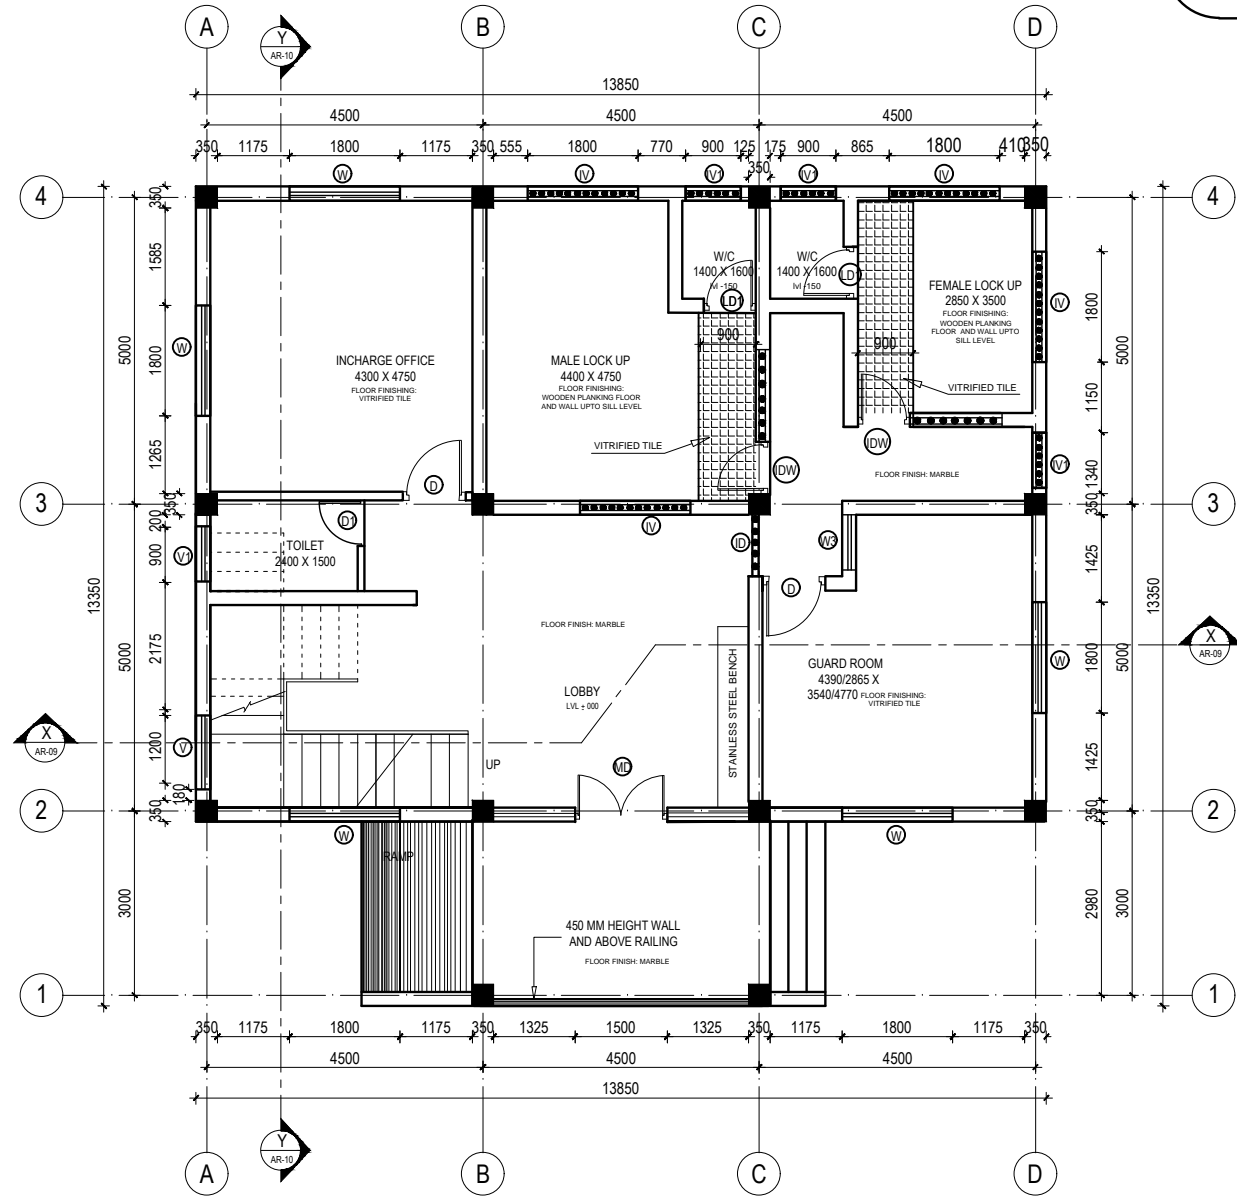 A
B
C
D
Y
AR-10
13850
4500
4500
4500
350
1175
1800
1175
350
555
1800
770
900
125
350
175
900
865
1800
410
350
W
IV
IV1
IV1
IV
4
4
350
1685
1800
1265
350
200
900
2175
1200
180
350
5000
5000
3000
13350
W
V1
V
W/C
1400 X 1600
lvl -150
LD1
W/C
1400 X 1600
lvl -150
LD1
FEMALE LOCK UP
2850 X 3500
FLOOR FINISHING:
WOODEN PLANKING
FLOOR AND WALL UPTO
SILL LEVEL
IV
1800
5000
INCHARGE OFFICE
4300 X 4750
FLOOR FINISHING:
VITRIFIED TILE
MALE LOCK UP
4400 X 4750
FLOOR FINISHING:
WOODEN PLANKING FLOOR
AND WALL UPTO SILL LEVEL
900
900
VITRIFIED TILE
VITRIFIED TILE
1150
IDW
IDW
FLOOR FINISH: MARBLE
IV1
1340
D
3
3
350
D1
TOILET
2400 X 1500
IV
ID
W3
D
1425
FLOOR FINISH: MARBLE
13350
X
AR-09
GUARD ROOM
4390/2865 X
3540/4770 FLOOR FINISHING:
VITRIFIED TILE
W
1800
5000
LOBBY
LVL ± 000
STAINLESS STEEL BENCH
X
AR-09
UP
MD
1425
2
2
350
W
W
RAMP
2980
3000
450 MM HEIGHT WALL
AND ABOVE RAILING
FLOOR FINISH: MARBLE
1
1
350
1175
1800
1175
350
1325
1500
1325
350
1175
1800
1175
350
4500
4500
4500
13850
Y
AR-10
A
B
C
D